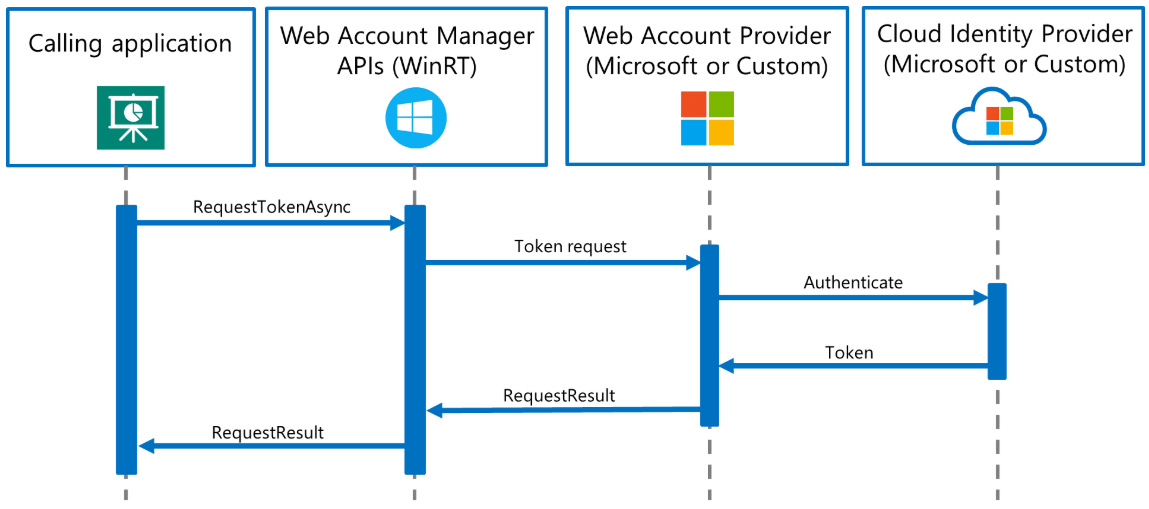 Calling application
Web Account Manager
APIs (WinRT)
Web Account Provider
(Microsoft or Custom)
Cloud Identity Provider
(Microsoft or Custom)
RequestTokenAsync
Token request
Authenticate
Token
RequestResult
RequestResult